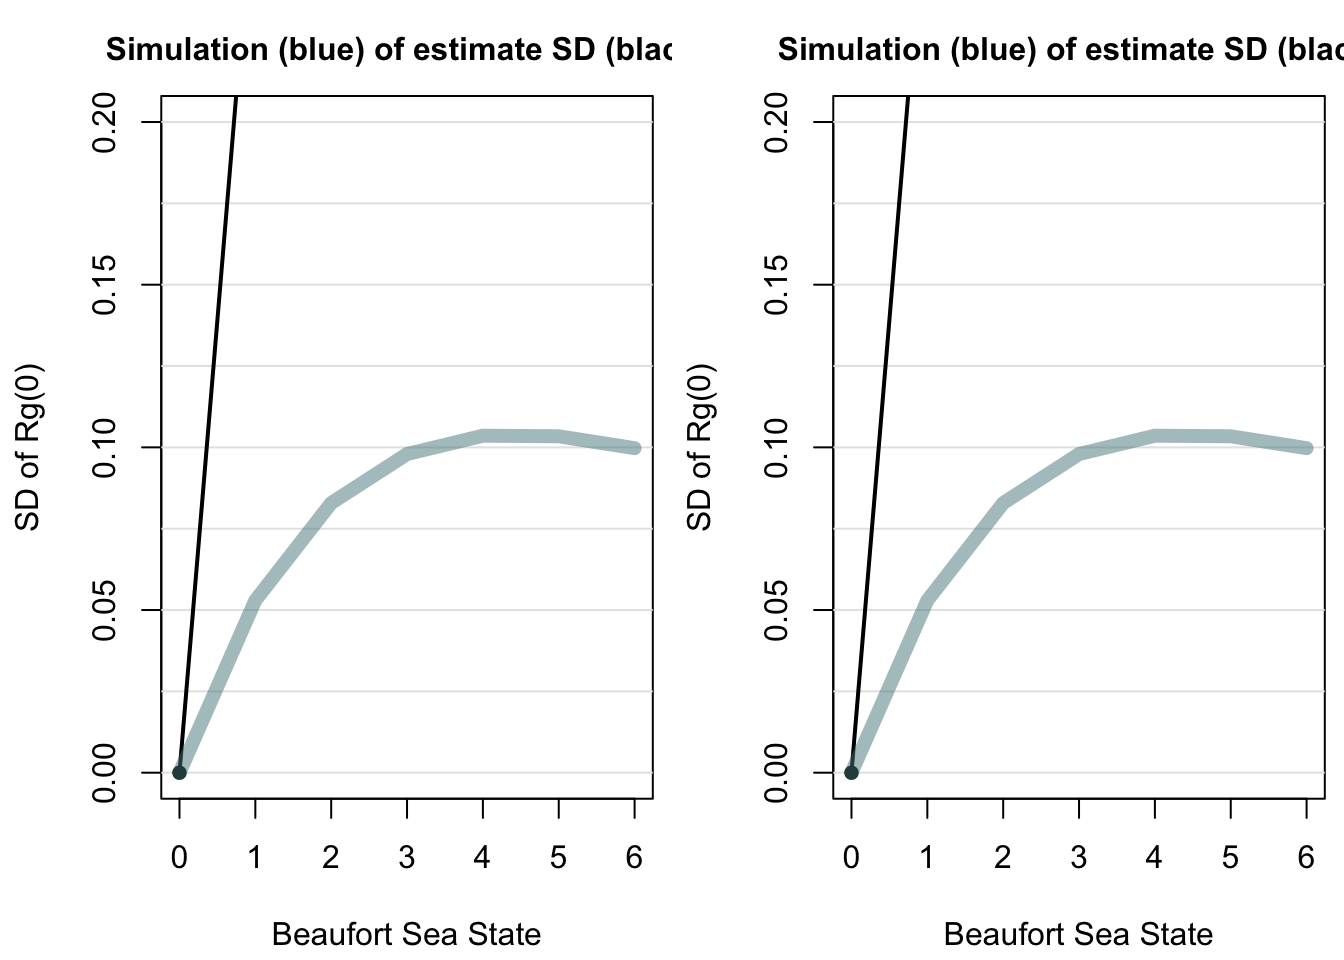 Simulation (blue) of estimate SD (blac
0.20
0.15
0.10
0.05
0.00
SD of Rg(0)
0 1 2 3 4 5 6
Beaufort Sea State
Simulation (blue) of estimate SD (blac
0.20
0.15
0.10
0.05
0.00
SD of Rg(0)
0 1 2 3 4 5 6
Beaufort Sea State